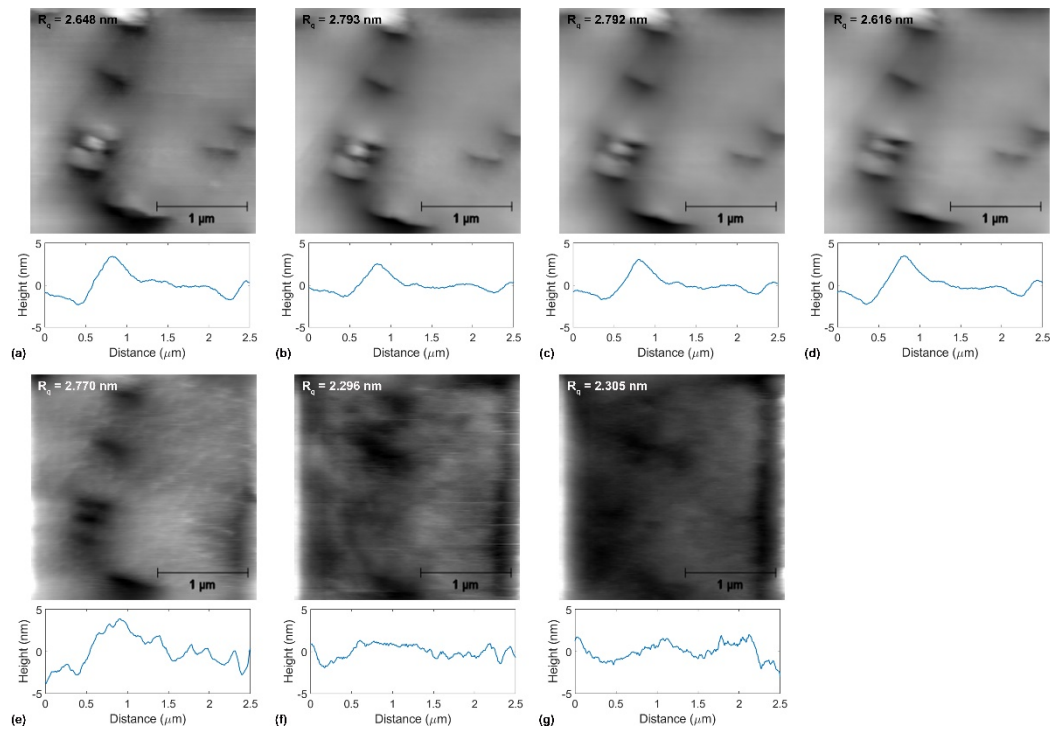 R_q = 2.648 nm
1 μm
5
0
-5
Height (nm)
0 0.5 1 1.5 2 2.5
Distance (μm)
(a)
R_q = 2.793 nm
1 μm
5
0
-5
Height (nm)
0 0.5 1 1.5 2 2.5
Distance (μm)
(b)
R_q = 2.792 nm
1 μm
5
0
-5
Height (nm)
0 0.5 1 1.5 2 2.5
Distance (μm)
(c)
R_q = 2.616 nm
1 μm
5
0
-5
Height (nm)
0 0.5 1 1.5 2 2.5
Distance (μm)
(d)
R_q = 2.770 nm
1 μm
5
0
-5
Height (nm)
0 0.5 1 1.5 2 2.5
Distance (μm)
(e)
R_q = 2.296 nm
1 μm
5
0
-5
Height (nm)
0 0.5 1 1.5 2 2.5
Distance (μm)
(f)
R_q = 2.305 nm
1 μm
5
0
-5
Height (nm)
0 0.5 1 1.5 2 2.5
Distance (μm)
(g)